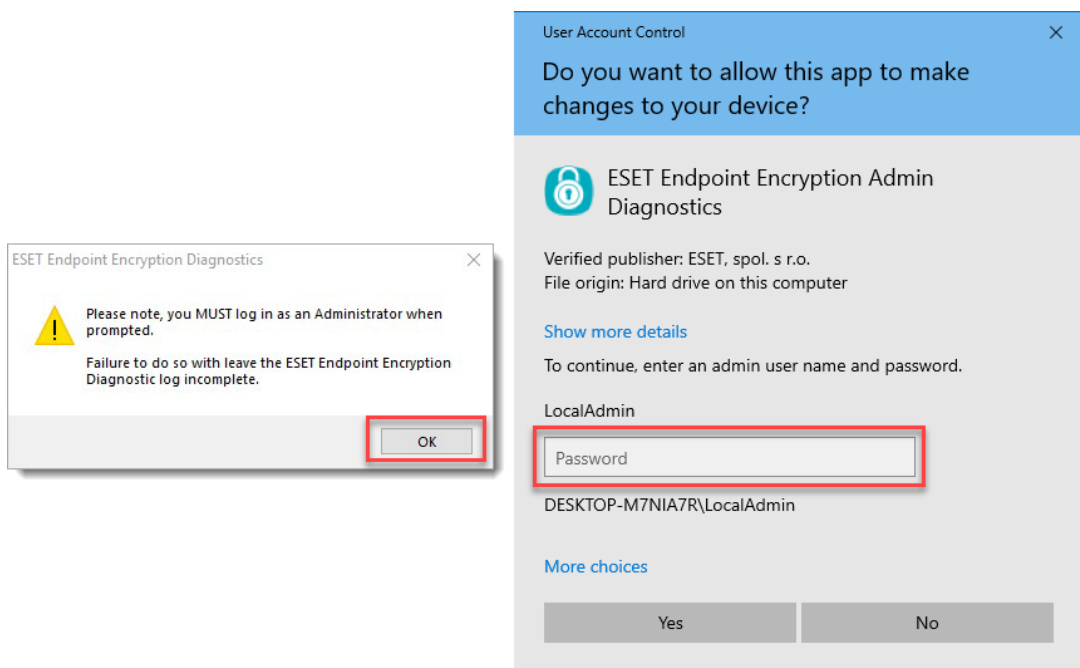 ESET Endpoint Encryption Diagnostics
Please note, you MUST log in as an Administrator when
prompted.
Failure to do so with leave the ESET Endpoint Encryption
Diagnostic log incomplete.
OK
User Account Control
Do you want to allow this app to make
changes to your device?
ESET Endpoint Encryption Admin
Diagnostics
Verified publisher: ESET, spol. s r.o.
File origin: Hard drive on this computer
Show more details
To continue, enter an admin user name and password.
LocalAdmin
Password
DESKTOP-M7NIA7R\LocalAdmin
More choices
Yes
No